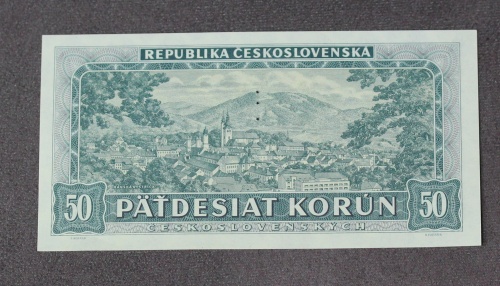 REPUBLIKA ČESKOSLOVENSKÁ
50 PÄŤDESIAT KORÚN 50
ČESKOSLOVENSKÝCH